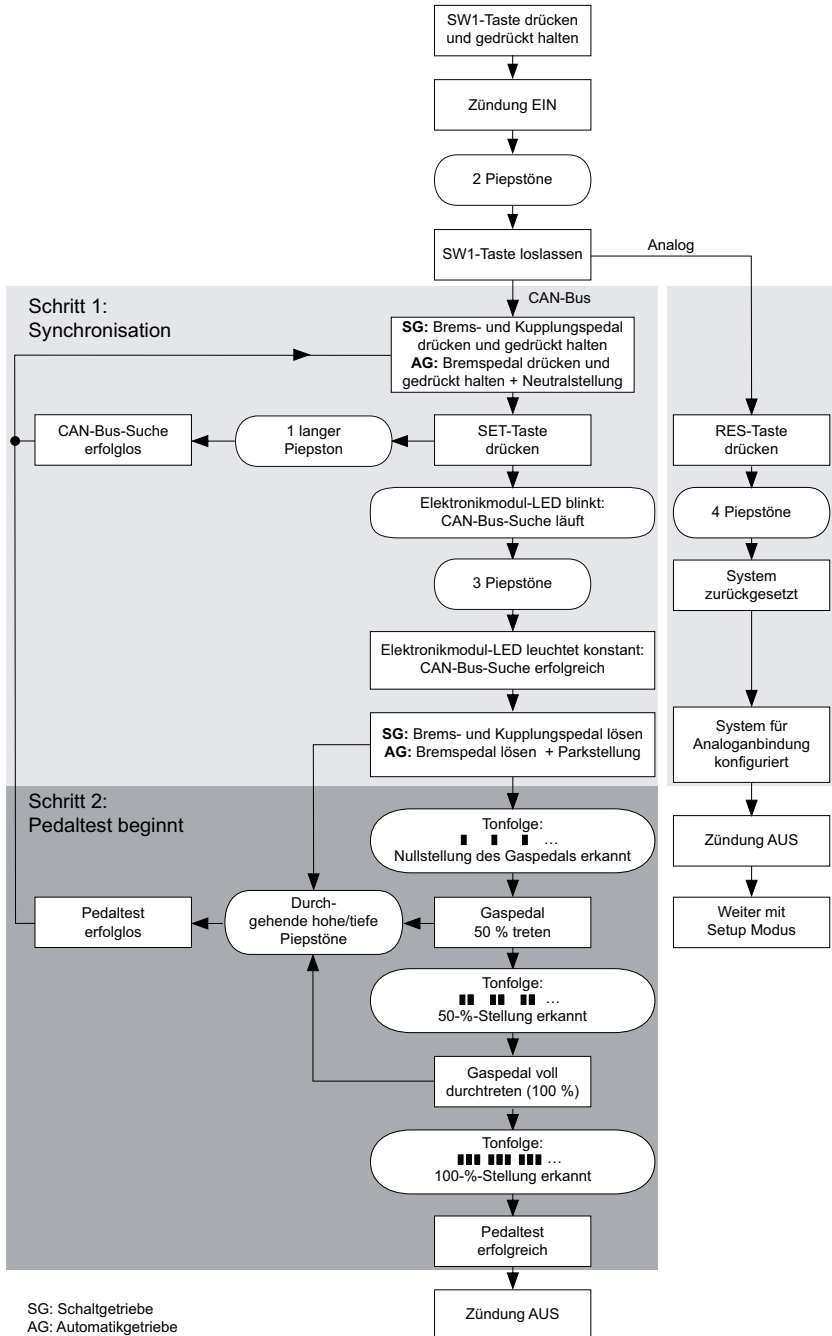 SW1-Taste drücken
und gedrückt halten
Zündung EIN
2 Piepstöne
SW1-Taste loslassen
Analog
CAN-Bus
Schritt 1:
Synchronisation
SG: Brems- und Kupplungspedal
drücken und gedrückt halten
AG: Bremspedal drücken und
gedrückt halten + Neutralstellung
CAN-Bus-Suche
erfolglos
1 langer
Piepston
SET-Taste
drücken
RES-Taste
drücken
Elektronikmodul-LED blinkt:
CAN-Bus-Suche läuft
4 Piepstöne
3 Piepstöne
System
zurückgesetzt
Elektronikmodul-LED leuchtet konstant:
CAN-Bus-Suche erfolgreich
SG: Brems- und Kupplungspedal lösen
AG: Bremspedal lösen + Parkstellung
System für
Analoganbindung
konfiguriert
Schritt 2:
Pedaltest beginnt
Tonfolge:
...
Nullstellung des Gaspedals erkannt
Zündung AUS
Pedaltest
erfolglos
Durch-
gehende hohe/tiefe
Piepstöne
Gaspedal
50 % treten
Weiter mit
Setup Modus
Tonfolge:
...
50-%-Stellung erkannt
Gaspedal voll
durchtreten (100 %)
Tonfolge:
...
100-%-Stellung erkannt
Pedaltest
erfolgreich
Zündung AUS
SG: Schaltgetriebe
AG: Automatikgetriebe